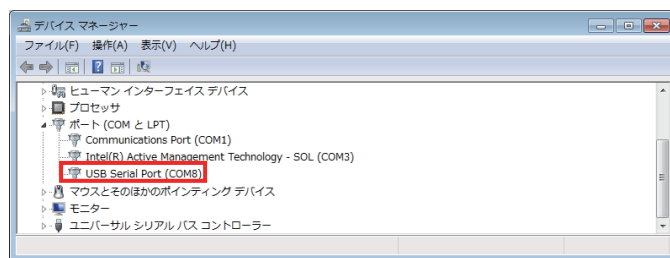 デバイス マネージャー
ファイル(F) 操作(A) 表示(V) ヘルプ(H)
ヒューマン インターフェイス デバイス
プロセッサ
ポート (COM と LPT)
Communications Port (COM1)
Intel(R) Active Management Technology - SOL (COM3)
USB Serial Port (COM8)
マウスとそのほかのポインティング デバイス
モニター
ユニバーサル シリアル バス コントローラー